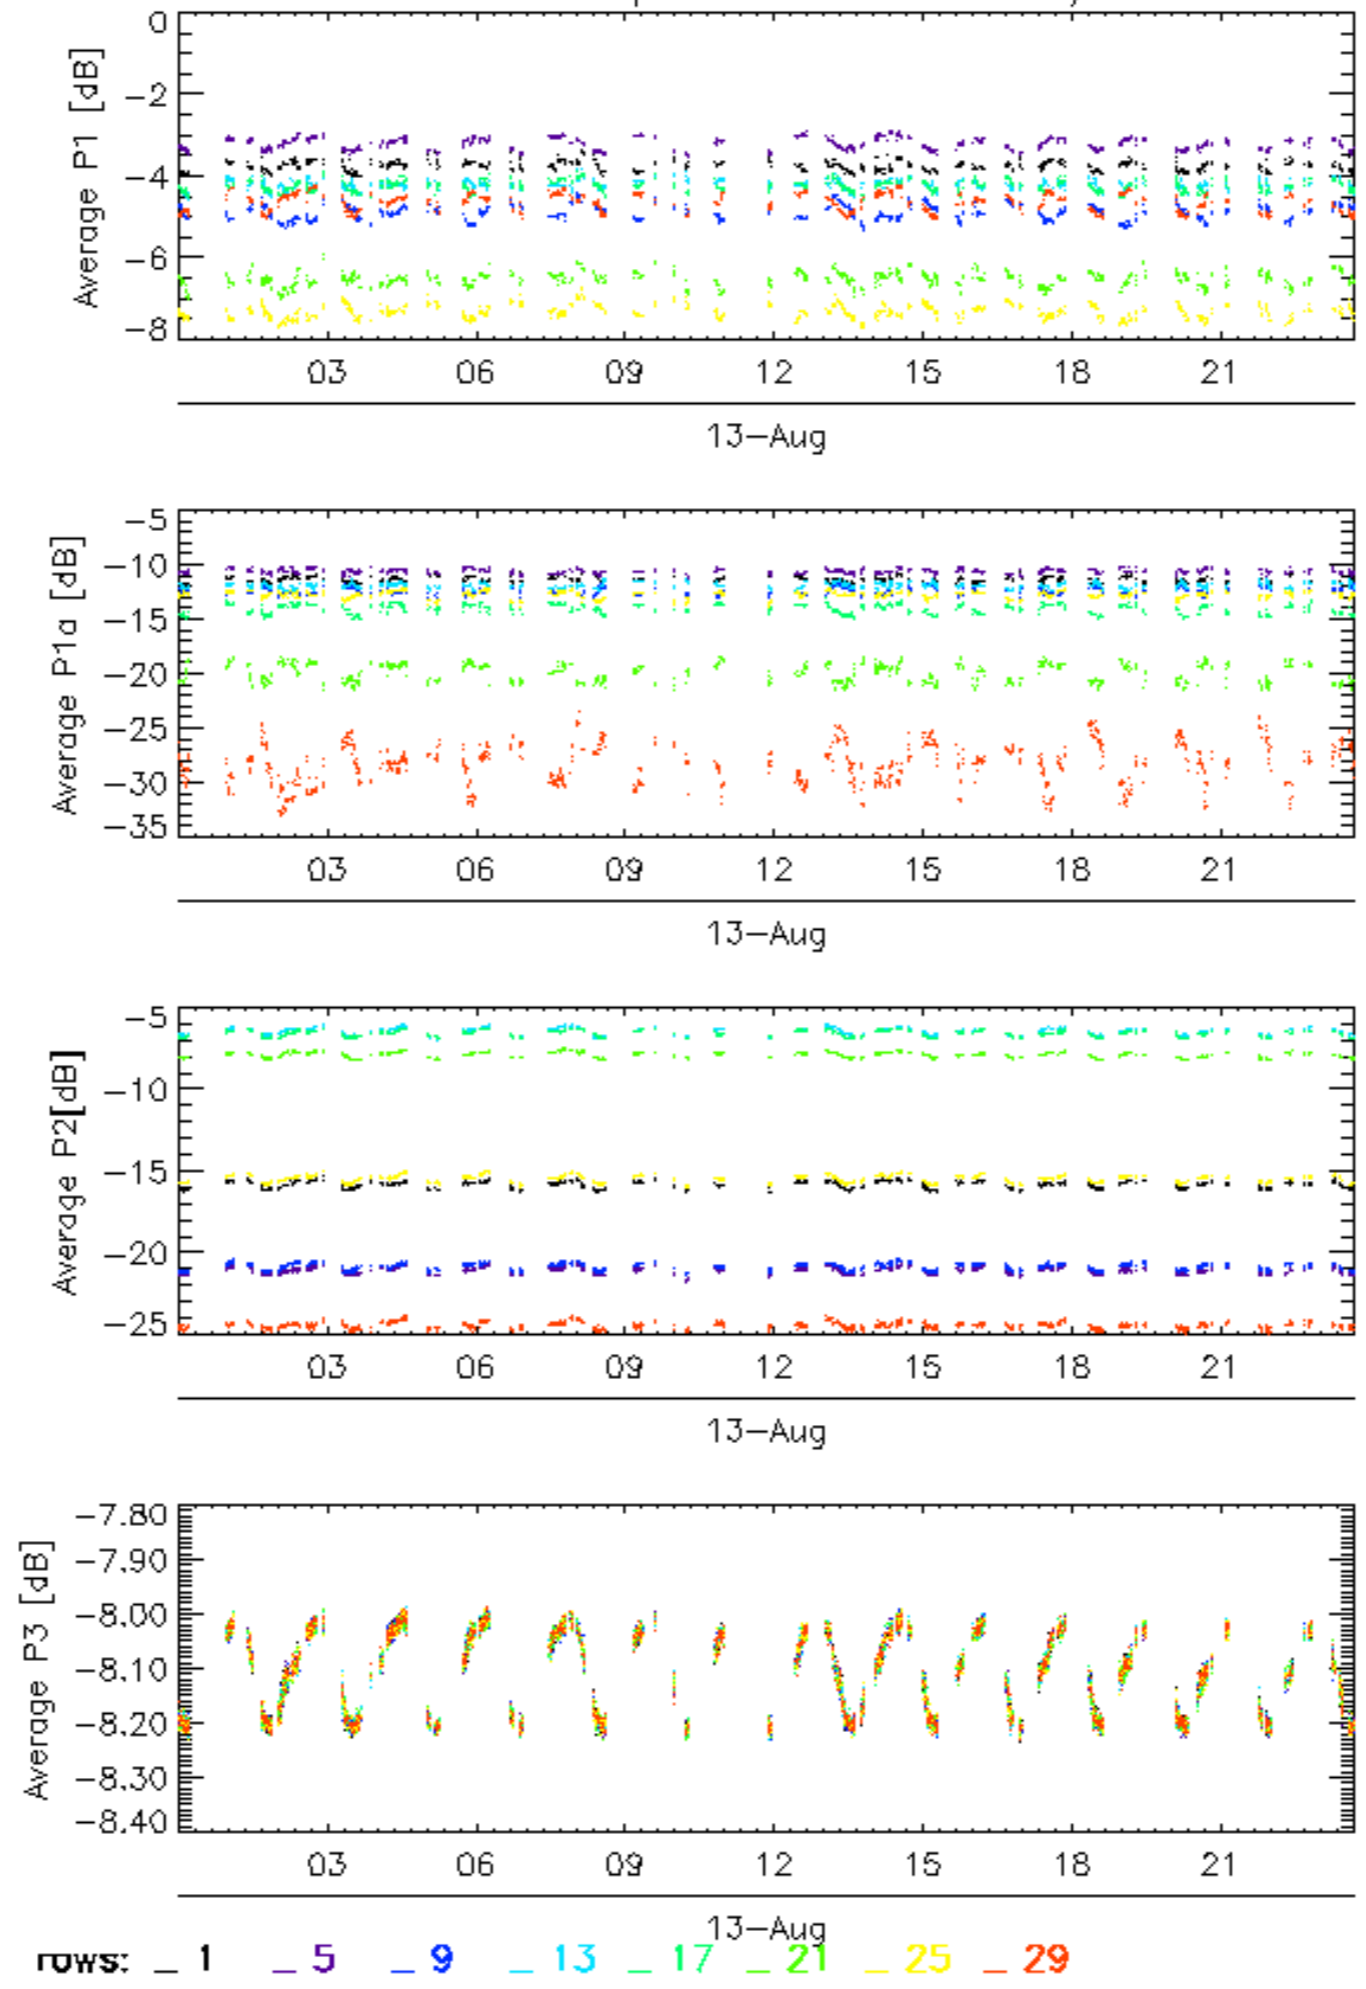 Average P1 [dB]
0
−2
−4
−6
−8
03 06 09 12 15 18 21
13−Aug
Average P1a [dB]
−5
−10
−15
−20
−25
−30
−35
03 06 09 12 15 18 21
13−Aug
Average P2[dB]
−5
−10
−15
−20
−25
03 06 09 12 15 18 21
13−Aug
Average P3 [dB]
−7.80
−7.90
−8.00
−8.10
−8.20
−8.30
−8.40
03 06 09 12 15 18 21
13−Aug
rows: _ 1 _ 5 _ 9 _ 13 _ 17 _ 21 _ 25 _ 29